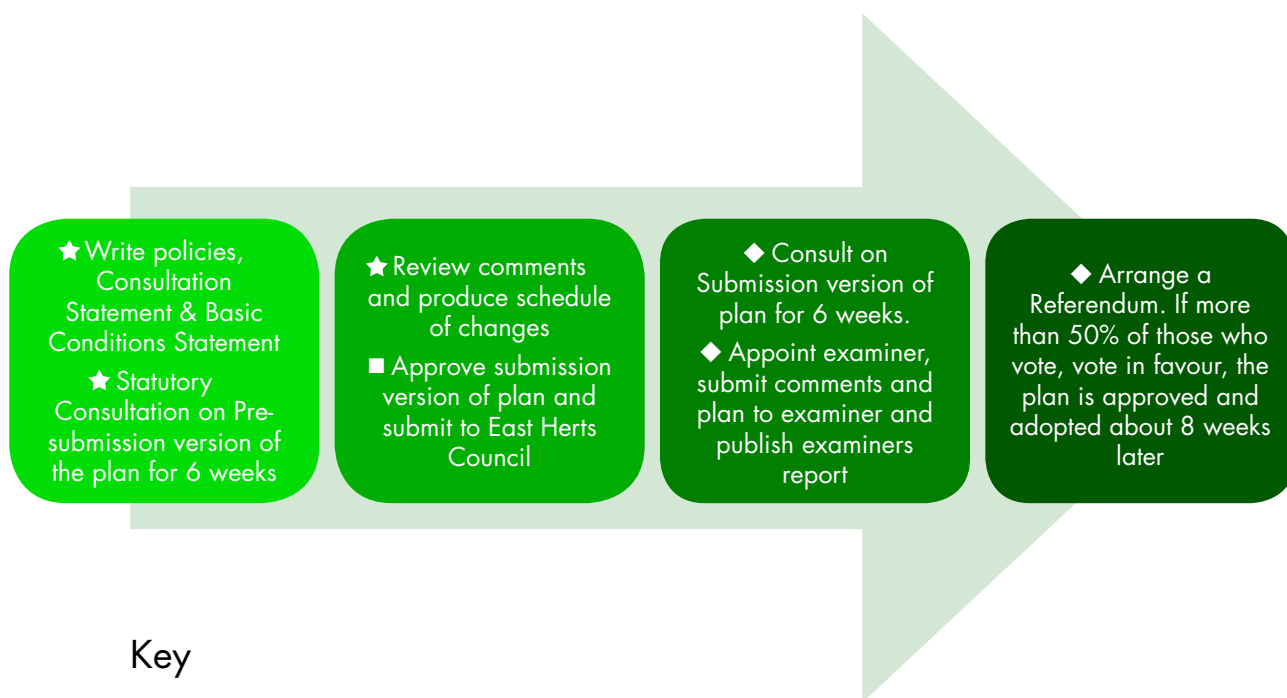 ★ Write policies,
Consultation
Statement & Basic
Conditions Statement
★ Statutory
Consultation on Pre-
submission version of
the plan for 6 weeks
★ Review comments
and produce schedule
of changes
■ Approve submission
version of plan and
submit to East Herts
Council
◆ Consult on
Submission version of
plan for 6 weeks.
◆ Appoint examiner,
submit comments and
plan to examiner and
publish examiners
report
◆ Arrange a
Referendum. If more
than 50% of those who
vote, vote in favour, the
plan is approved and
adopted about 8 weeks
later
Key